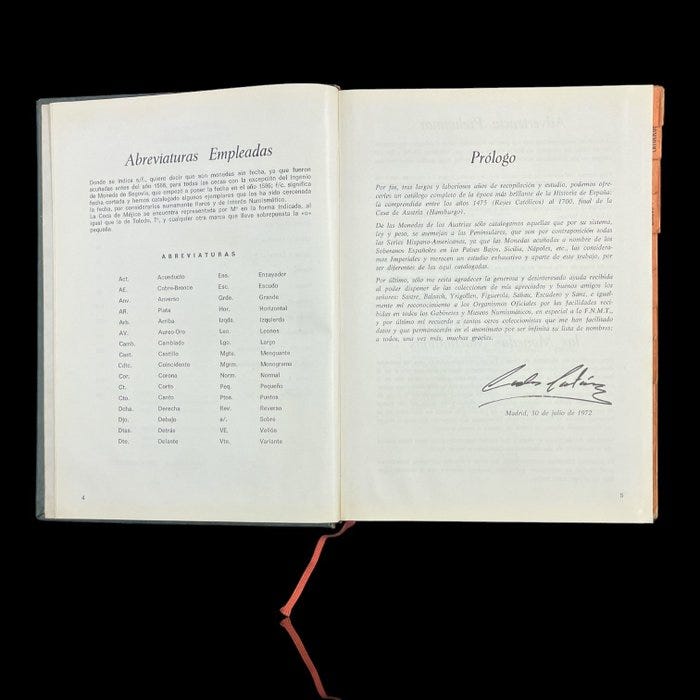 Abreviaturas Empleadas
Donde se indica s/f., quiere decir que son monedas sin fecha, ya que fueron
acuñadas antes del año 1588, para todas las cecas con la excepción del Ingenio
de Moneda de Segovia, que empezó a poner la fecha en el año 1586; f/c. significa
fecha cortada y hemos catalogado algunos ejemplares que les ha sido cercenada
la fecha, por considerarlos sumamente Raros y de Interés Numismático.
La Ceca de Méjico se encuentra representada por Mº en la forma indicada, al
igual que la de Toledo, Tº, y cualquier otra marca que lleve sobrepuesta la «o»
pequeña.
ABREVIATURAS
Act. Acueducto Ens. Ensayador
AE. Cobre-Bronce Esc. Escudo
Anv. Anverso Grde. Grande
AR. Plata Hor. Horizontal
Arb. Arriba Izqda. Izquierda
AV. Aureo-Oro Leo. Leones
Camb. Cambiado Lgo. Largo
Cast. Castillo Mgte. Menguante
Cdte. Coincidente Mgrm. Monograma
Cor. Corona Norm. Normal
Ct. Corto Peq. Pequeño
Cto. Canto Ptos. Puntos
Dcha. Derecha Rev. Reverso
Djo. Debajo s/. Sobre
Dtas. Detrás VE. Vellón
Dte. Delante Vte. Variante
4
Prólogo
Por fin, tras largos y laboriosos años de recopilación y estudio, podemos ofre-
cerles un catálogo completo de la época más brillante de la Historia de España:
la comprendida entre los años 1475 (Reyes Católicos) al 1700, final de la
Casa de Austria (Hamburgo).
De las Monedas de los Austrias sólo catalogamos aquellas que por su sistema,
ley y peso, se asemejan a las Peninsulares, que son por contraposición todas
las Series Hispano-Americanas, ya que las Monedas acuñadas a nombre de los
Soberanos Españoles en los Países Bajos, Sicilia, Nápoles, etc., las considera-
mos Imperiales y merecen un estudio exhaustivo y aparte de este trabajo, por
ser diferentes de las aquí catalogadas.
Por último, sólo me resta agradecer la generosa y desinteresada ayuda recibida
al poder disponer de las colecciones de mis apreciados y buenos amigos los
señores: Sastre, Balsach, Yrigollen, Figuerola, Sabau, Escudero y Sanz, e igual-
mente mi reconocimiento a los Organismos Oficiales por las facilidades reci-
bidas en todos los Gabinetes y Museos Numismáticos, en especial a la F.N.M.T.,
y por último mi recuerdo a tantos otros coleccionistas que me han facilitado
datos y que permanecerán en el anonimato por ser infinita su lista de nombres;
a todos, una vez más, muchas gracias.
Madrid, 10 de julio de 1972
5